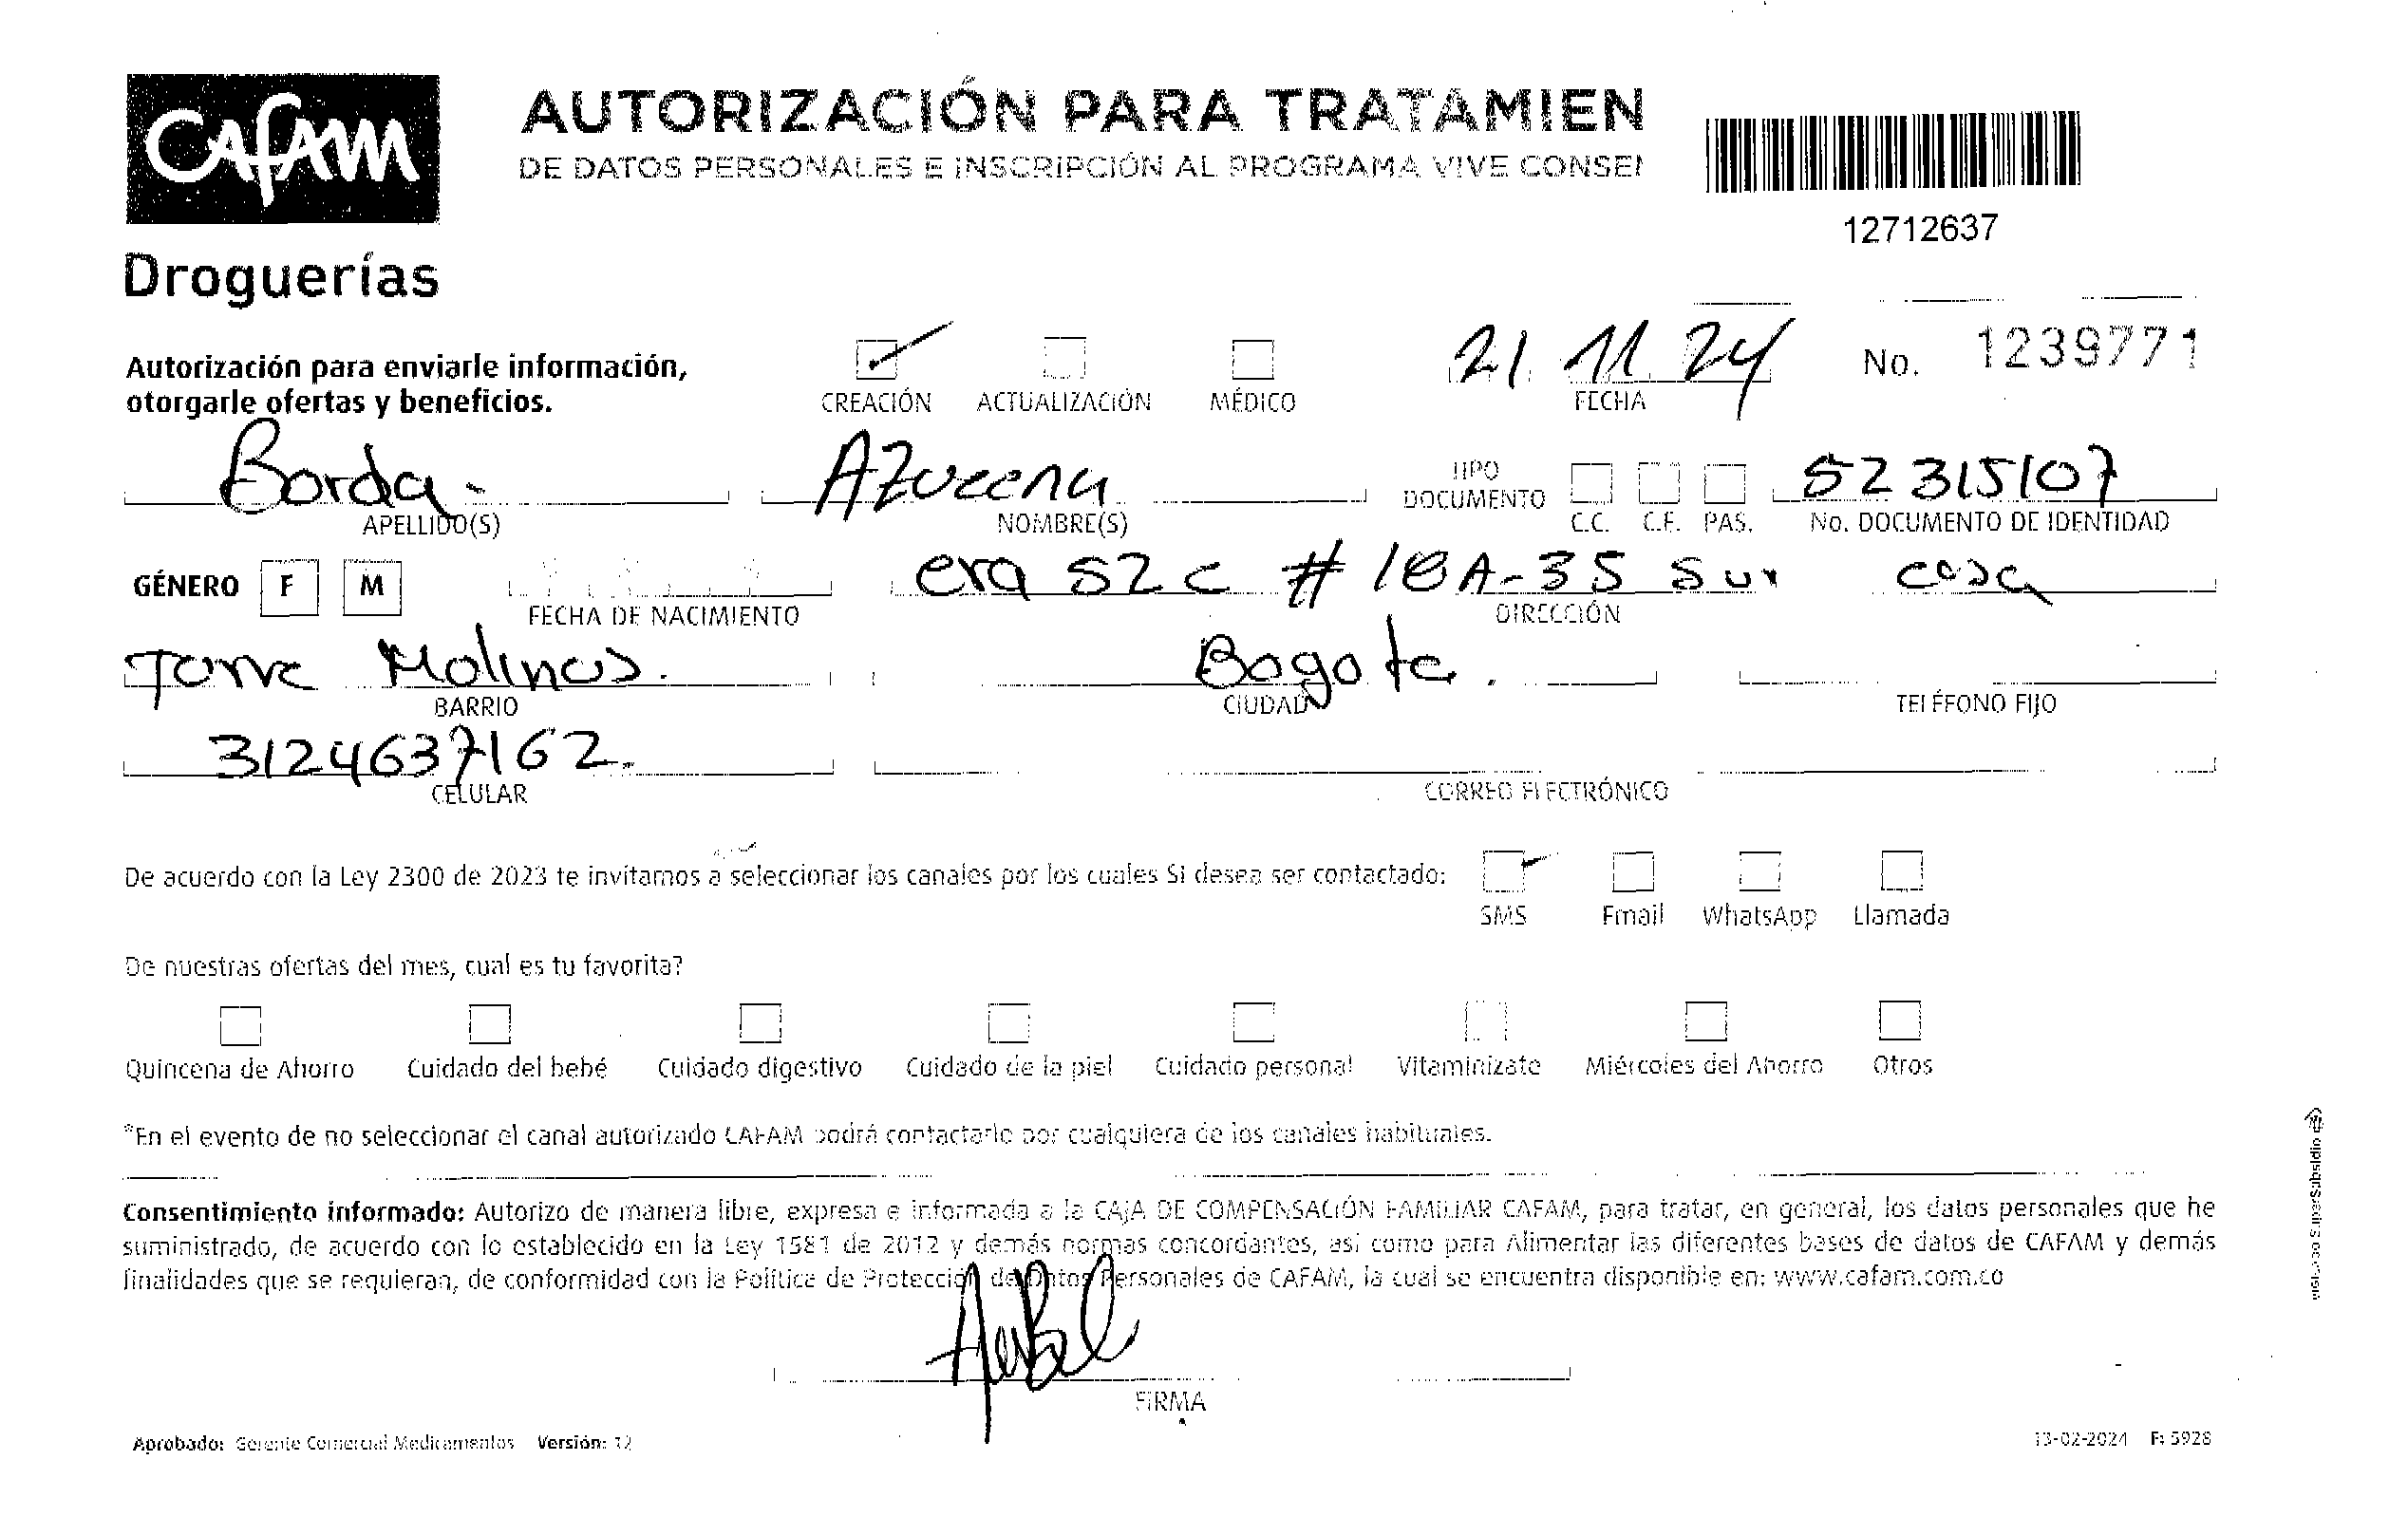 Cafam
AUTORIZACIÓN PARA TRATAMIEN
DE DATOS PERSONALES E INSCRIPCIÓN AL PROGRAMA VIVE CONSE
12712637
Droguerías
Autorización para enviarle información,
otorgarle ofertas y beneficios.
CREACIÓN ACTUALIZACIÓN MÉDICO
21 11 24
FECHA
No. 1239771
Borda Azucena
APELLIDO(S) NOMBRE(S)
TIPO
DOCUMENTO
C.C. C.E. PAS.
52315107
No. DOCUMENTO DE IDENTIDAD
GÉNERO F M
FECHA DE NACIMIENTO
cra 52 c # 18A-35 Sur casa
DIRECCIÓN
Torre Molinos. Bogota.
BARRIO CIUDAD TELÉFONO FIJO
3124637162
CELULAR CORREO ELECTRÓNICO
De acuerdo con la Ley 2300 de 2023 te invitamos a seleccionar los canales por los cuales SI desea ser contactado:
SMS Email WhatsApp Llamada
De nuestras ofertas del mes, cual es tu favorita?
Quincena de Ahorro Cuidado del bebé Cuidado digestivo Cuidado de la piel Cuidado personal Vitaminízate Miércoles del Ahorro Otros
*En el evento de no seleccionar el canal autorizado CAFAM podrá contactarlo por cualquiera de los canales habituales.
Consentimiento informado: Autorizo de manera libre, expresa e informada a la CAJA DE COMPENSACIÓN FAMILIAR CAFAM, para tratar, en general, los datos personales que he
suministrado, de acuerdo con lo establecido en la Ley 1581 de 2012 y demás normas concordantes, así como para Alimentar las diferentes bases de datos de CAFAM y demás
finalidades que se requieran, de conformidad con la Política de Protección de Datos Personales de CAFAM, la cual se encuentra disponible en: www.cafam.com.co
FIRMA
Aprobado: Gerente Comercial Medicamentos Versión: 12
13-02-2024 F: 5928
SuperSubsidio